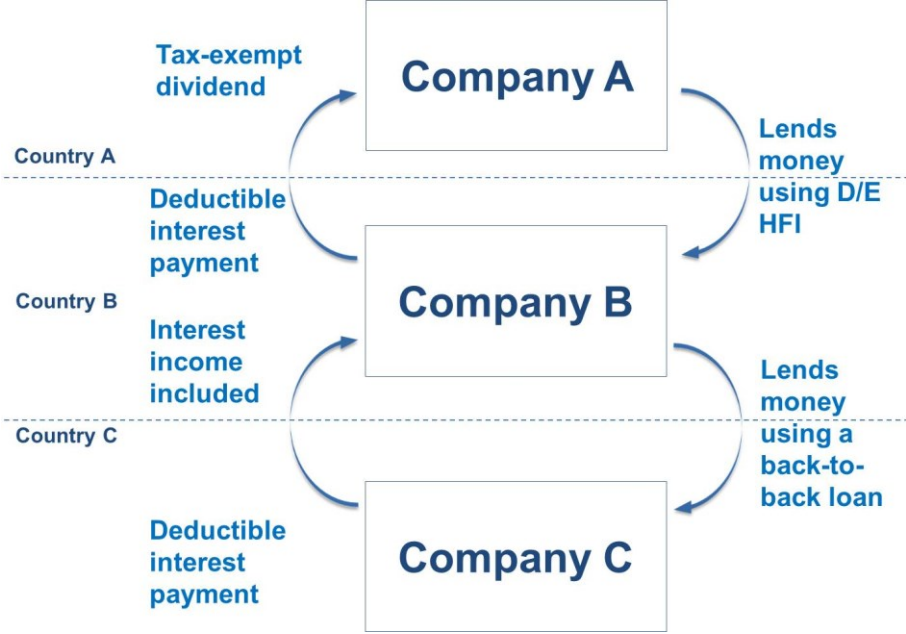 Tax-exempt
dividend
Company A
Country A
Lends
money
using D/E
HFI
Deductible
interest
payment
Country B
Company B
Interest
income
included
Country C
Lends
money
using a
back-to-
back loan
Deductible
interest
payment
Company C